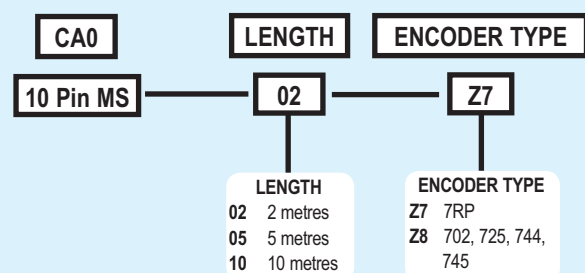 CA0 LENGTH ENCODER TYPE
10 Pin MS 02 Z7
LENGTH
02 2 metres
05 5 metres
10 10 metres
ENCODER TYPE
Z7 7RP
Z8 702, 725, 744,
745